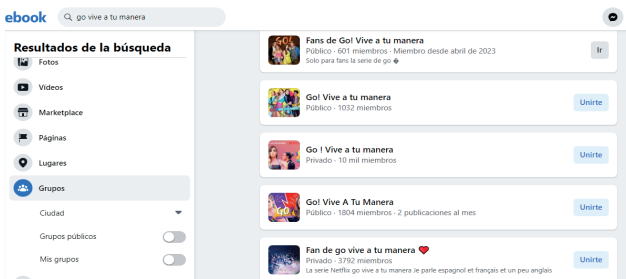 ebook
go vive a tu manera
Resultados de la búsqueda
Fotos
Vídeos
Marketplace
Páginas
Lugares
Grupos
Ciudad
Grupos públicos
Mis grupos
Fans de Go! Vive a tu manera
Público · 601 miembros · Miembro desde abril de 2023
Solo para fans la serie de go �
Ir
Go! Vive a tu manera
Público · 1032 miembros
Unirte
Go ! Vive a tu manera
Privado · 10 mil miembros
Unirte
Go! Vive A Tu Manera
Público · 1804 miembros · 2 publicaciones al mes
Unirte
Fan de go vive a tu manera ❤️
Privado · 3792 miembros
La serie Netflix go vive a tu manera Je parle espagnol et français et un peu anglais
Unirte